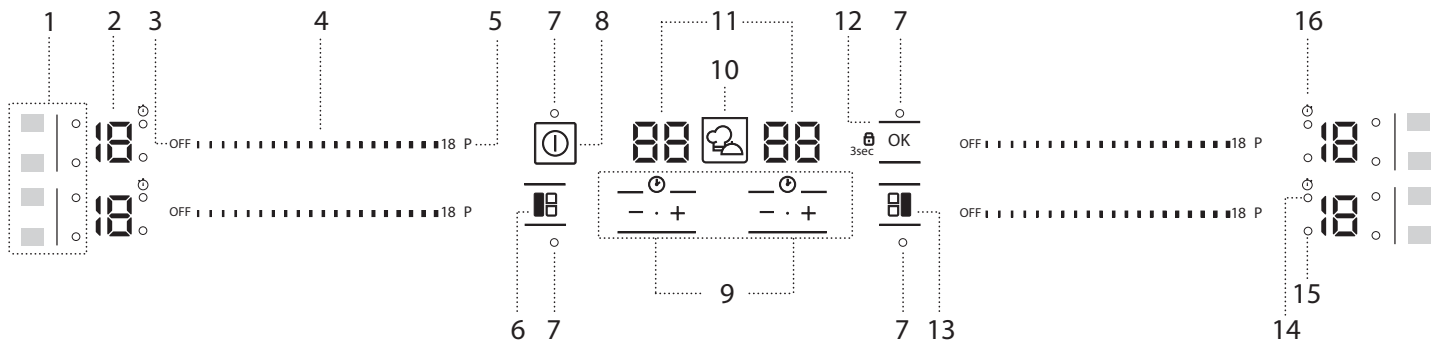 1 2 3 4 5 7 8 11 12 7 16
10
18 OFF 18 P 88 88 3sec OK OFF 18 P 18
18 OFF 18 P − · + − · + OFF 18 P 18
9
6 7 7 13 14 15